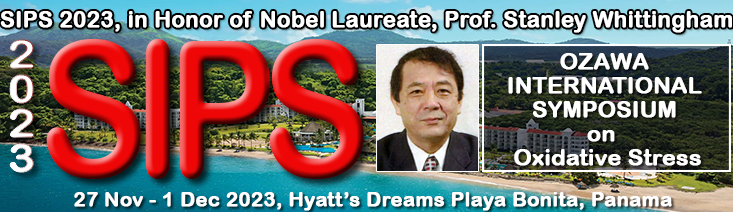 SIPS 2023, in Honor of Nobel Laureate, Prof. Stanley Whittingham
2023
SIPS
OZAWA
INTERNATIONAL
SYMPOSIUM
on
Oxidative Stress
27 Nov - 1 Dec 2023, Hyatt's Dreams Playa Bonita, Panama